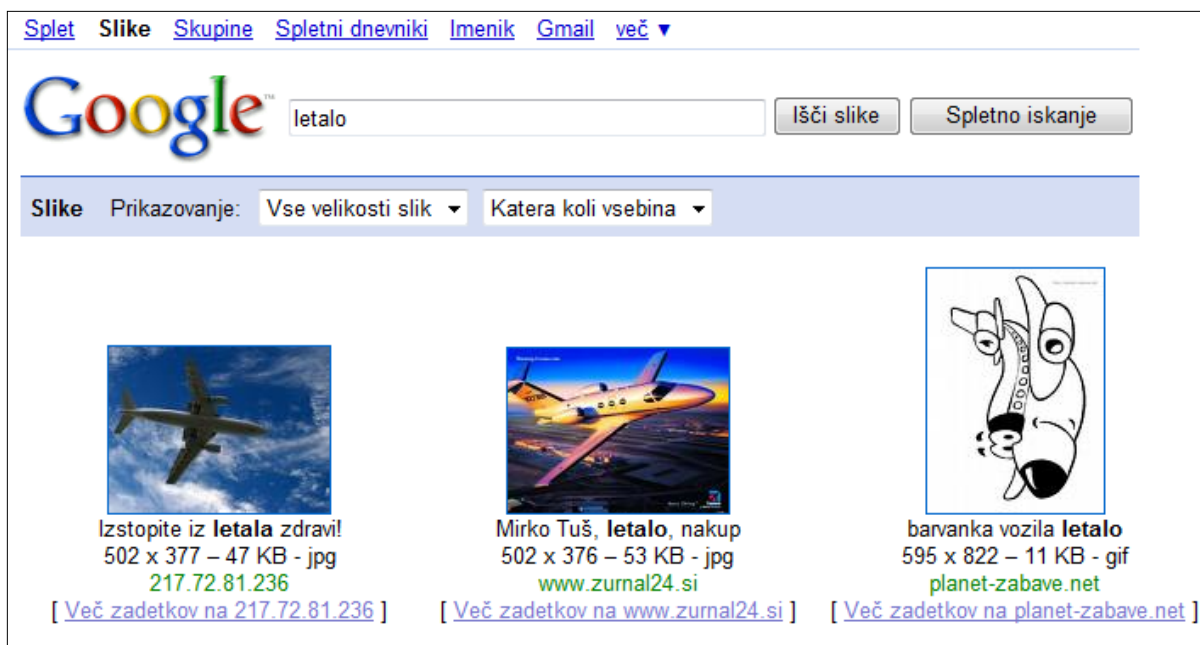 Splet Slike Skupine Spletni dnevniki Imenik Gmail več ▼
Google™ letalo Išči slike Spletno iskanje
Slike Prikazovanje: Vse velikosti slik Katera koli vsebina
Izstopite iz letala zdravi!
502 x 377 – 47 KB - jpg
217.72.81.236
[ Več zadetkov na 217.72.81.236 ]
Mirko Tuš, letalo, nakup
502 x 376 – 53 KB - jpg
www.zurnal24.si
[ Več zadetkov na www.zurnal24.si ]
barvanka vozila letalo
595 x 822 – 11 KB - gif
planet-zabave.net
[ Več zadetkov na planet-zabave.net ]